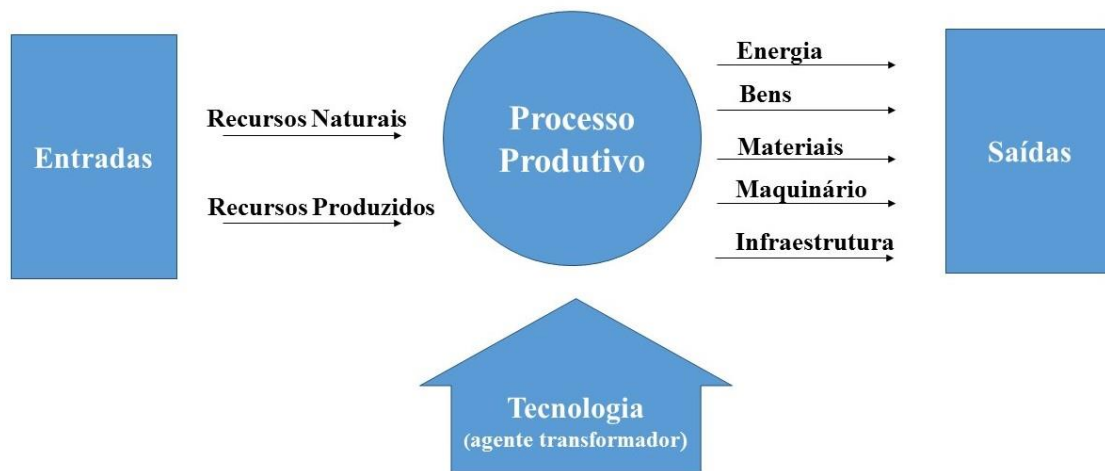 Entradas
Recursos Naturais
Recursos Produzidos
Processo
Produtivo
Energia
Bens
Materiais
Maquinário
Infraestrutura
Saídas
Tecnologia
(agente transformador)